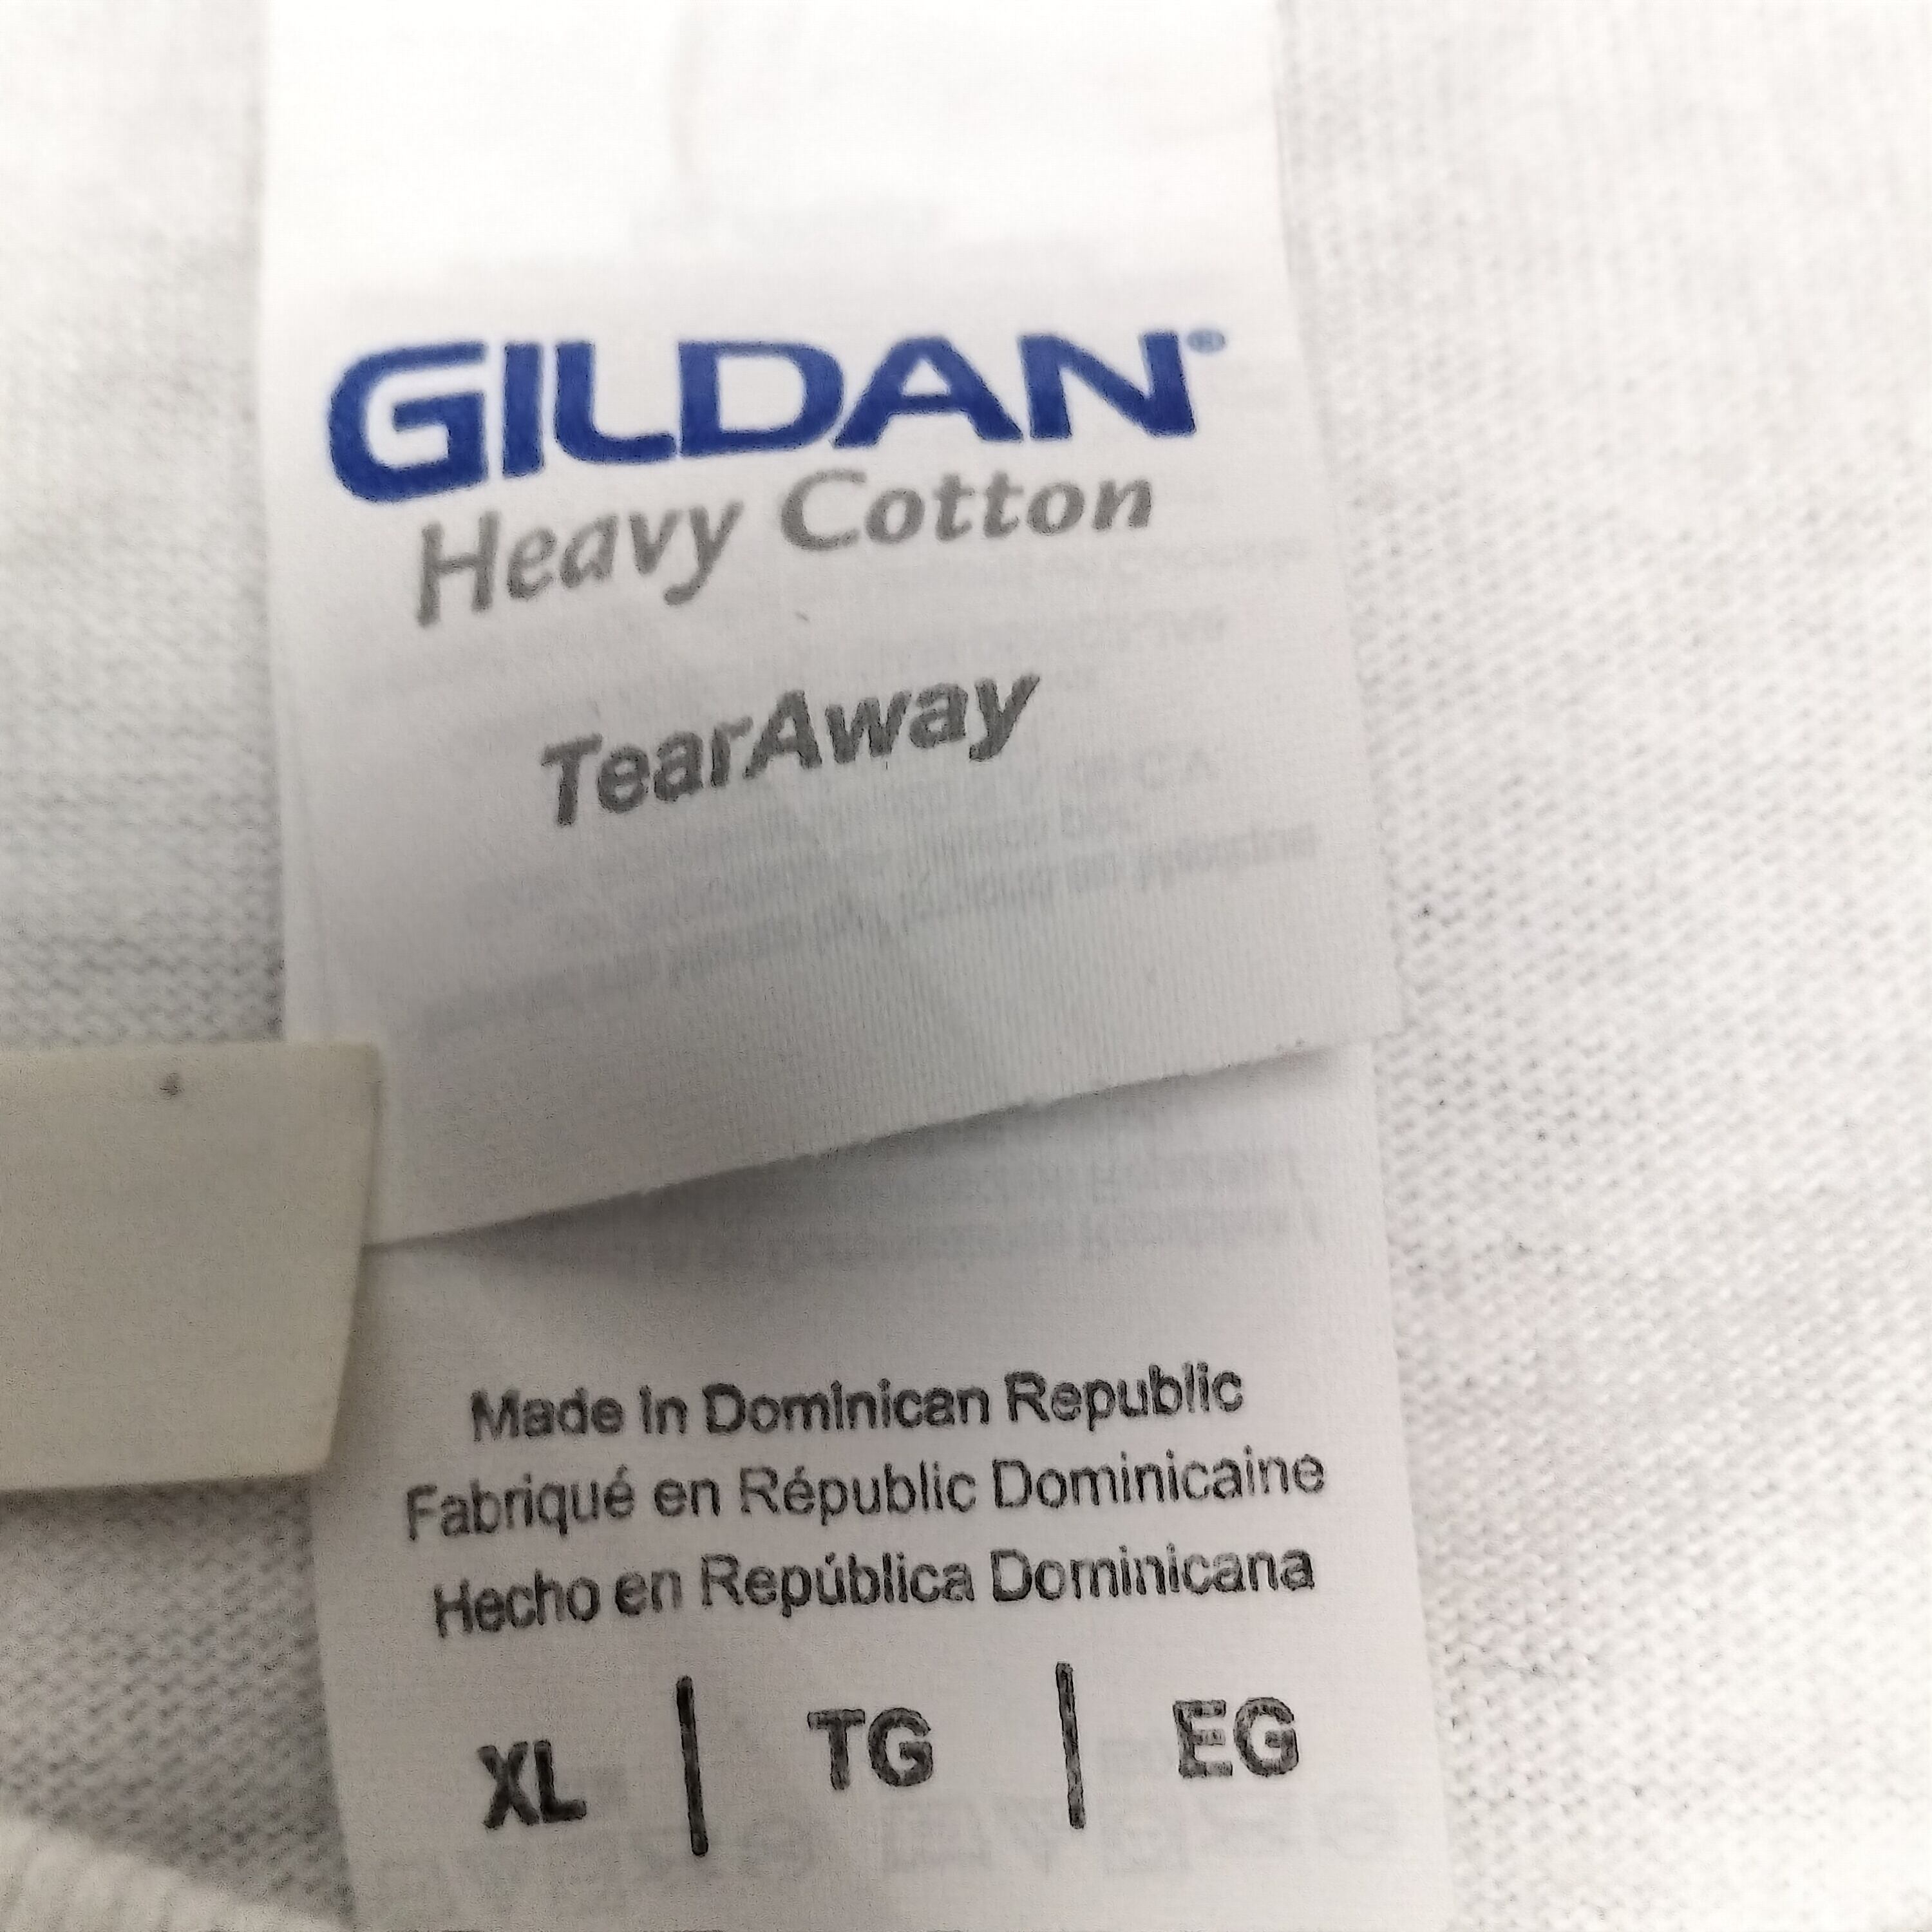 GILDAN®
Heavy Cotton
TearAway
Made in Dominican Republic
Fabriqué en Républic Dominicaine
Hecho en República Dominicana
XL | TG | EG